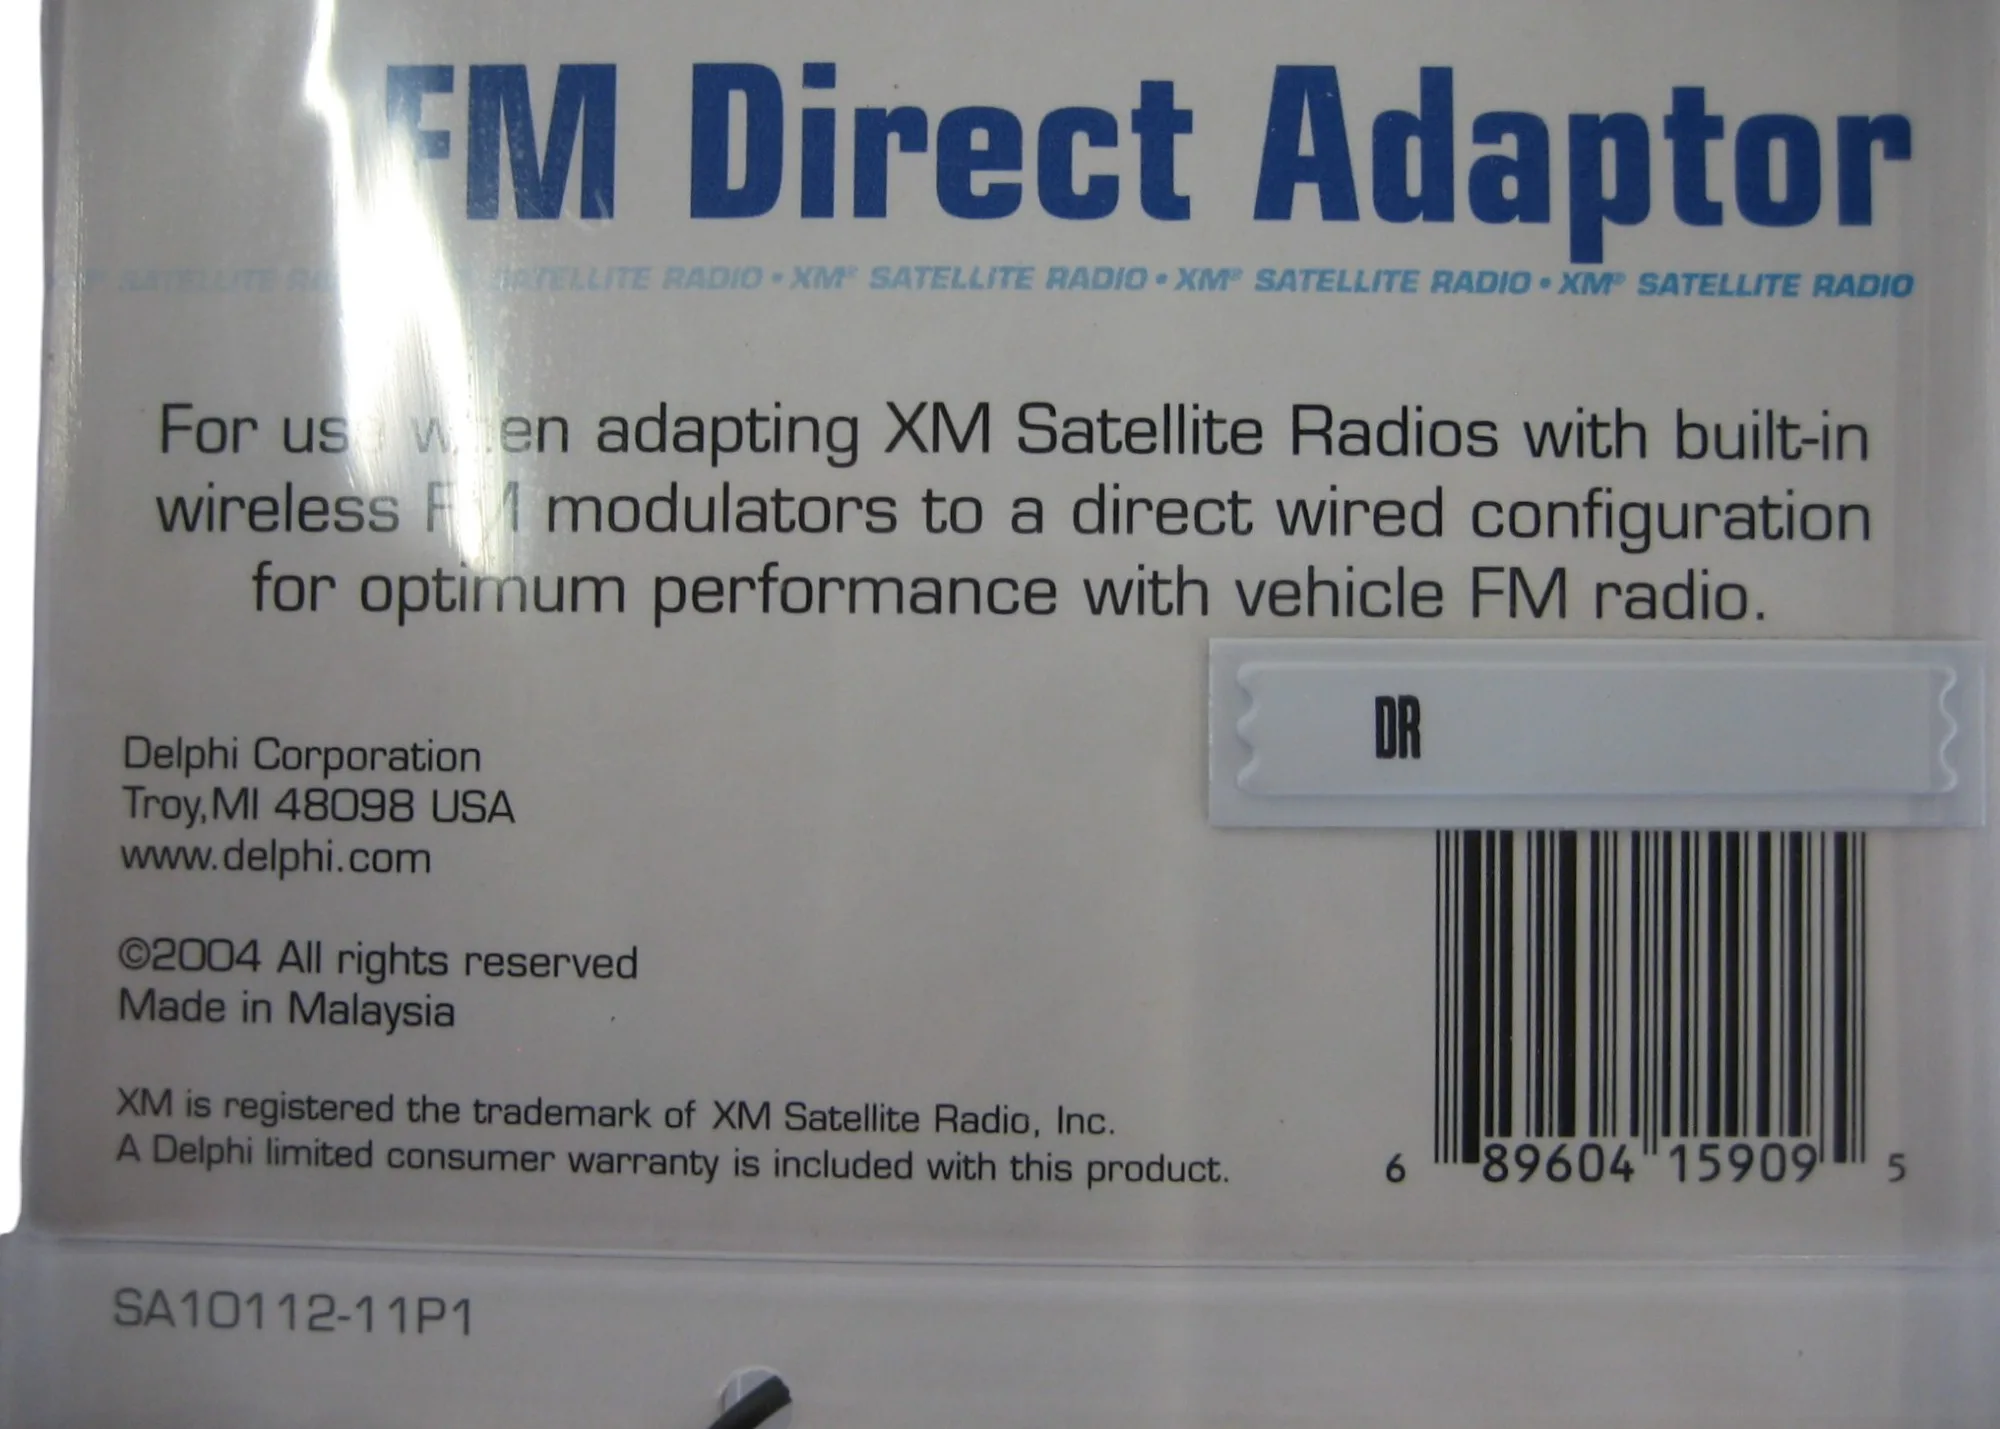 FM Direct Adaptor
SATELLITE SATELLITE RADIO • XM® SATELLITE RADIO • XM® SATELLITE RADIO • XM® SATELLITE RADIO
For use when adapting XM Satellite Radios with built-in
wireless FM modulators to a direct wired configuration
for optimum performance with vehicle FM radio.
DR
Delphi Corporation
Troy,MI 48098 USA
www.delphi.com
©2004 All rights reserved
Made in Malaysia
XM is registered the trademark of XM Satellite Radio, Inc.
A Delphi limited consumer warranty is included with this product.
6 89604 15909 5
SA10112-11P1